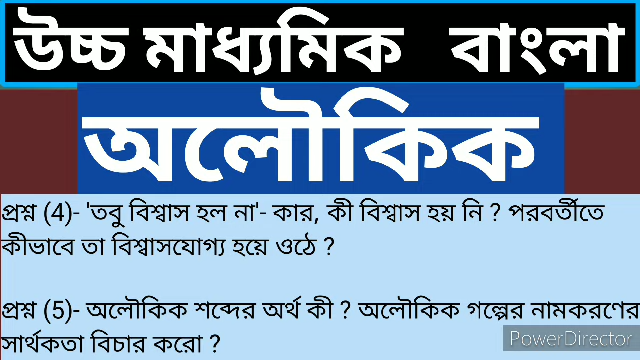 উচ্চ মাধ্যমিক বাংলা
অলৌকিক
প্রশ্ন (4)- 'তবু বিশ্বাস হল না'- কার, কী বিশ্বাস হয় নি ? পরবর্তীতে
কীভাবে তা বিশ্বাসযোগ্য হয়ে ওঠে ?
প্রশ্ন (5)- অলৌকিক শব্দের অর্থ কী ? অলৌকিক গল্পের নামকরণের
সার্থকতা বিচার করো ?
PowerDirector